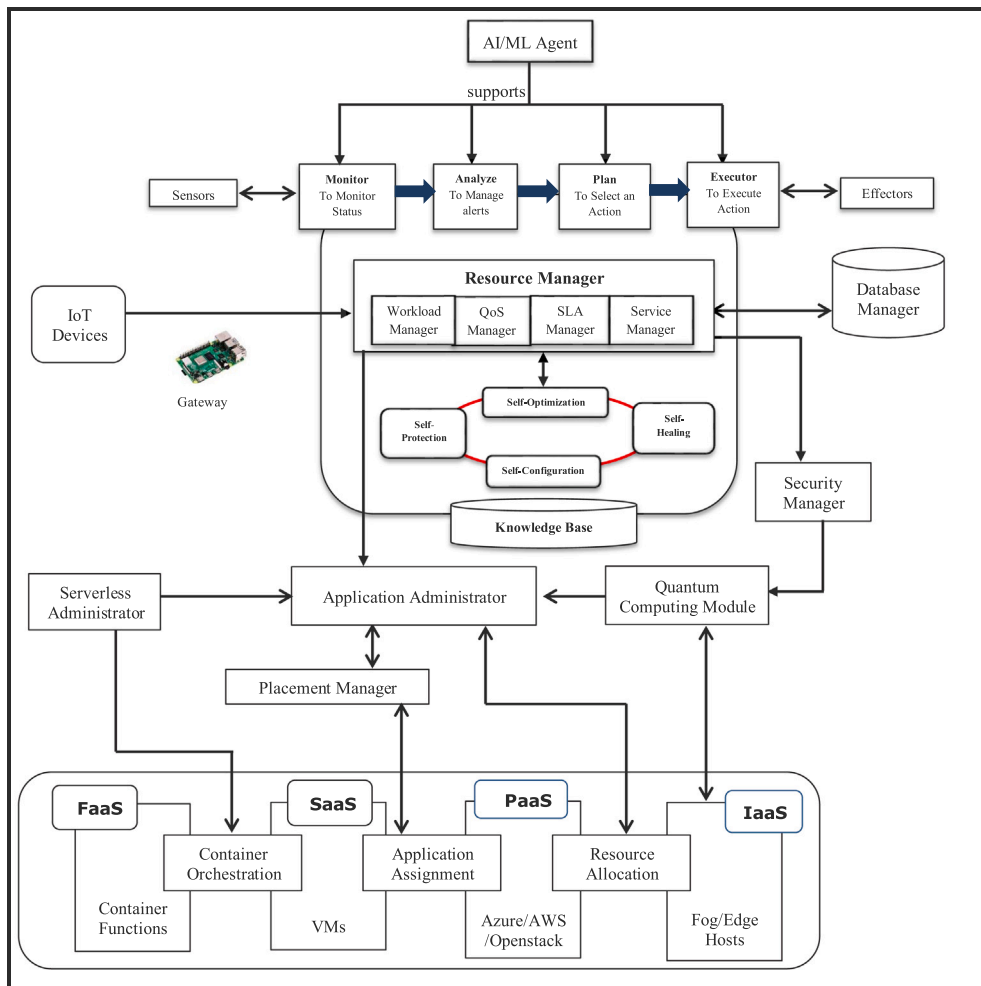 AI/ML Agent
supports
Monitor
To Monitor
Status
Analyze
To Manage
alerts
Plan
To Select an
Action
Executor
To Execute
Action
Sensors
Effectors
Resource Manager
Workload
Manager
QoS
Manager
SLA
Manager
Service
Manager
Database
Manager
IoT
Devices
Gateway
Self-Optimization
Self-
Protection
Self-
Healing
Self-Configuration
Security
Manager
Knowledge Base
Serverless
Administrator
Application Administrator
Quantum
Computing Module
Placement Manager
FaaS
SaaS
PaaS
IaaS
Container
Orchestration
Application
Assignment
Resource
Allocation
Container
Functions
VMs
Azure/AWS
/Openstack
Fog/Edge
Hosts